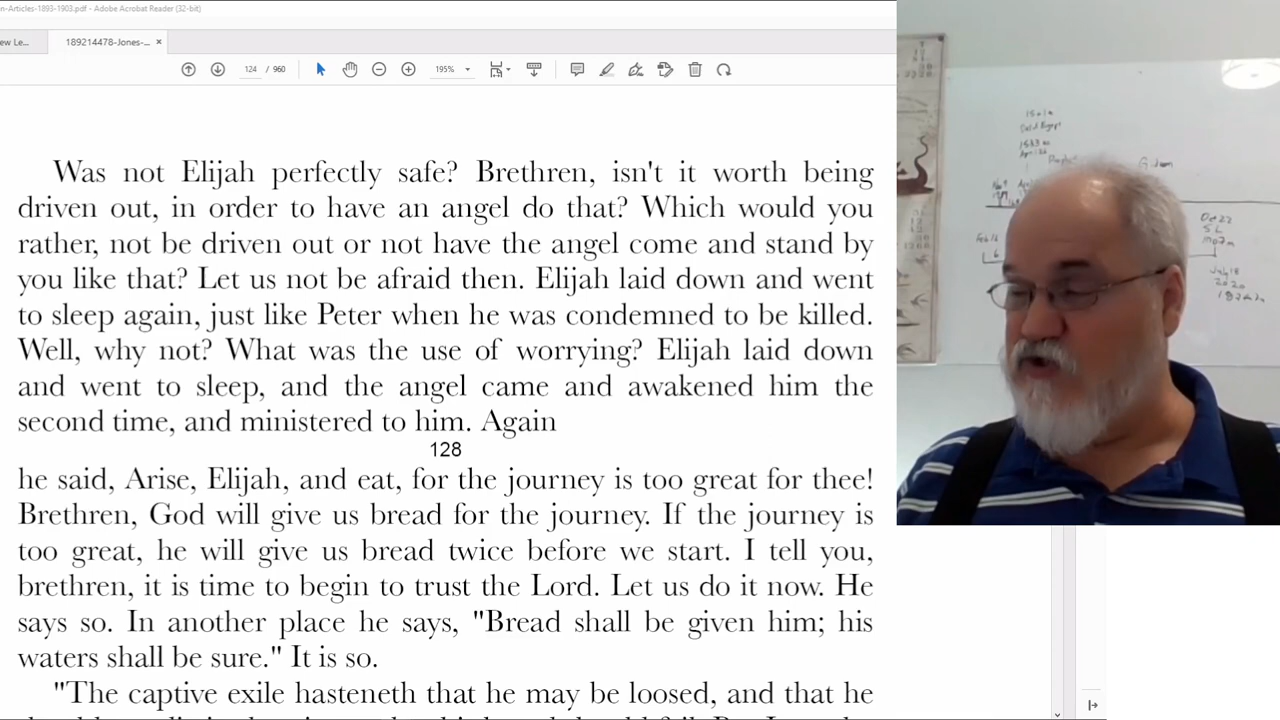 n-Articles-1893-1903.pdf - Adobe Acrobat Reader (32-bit)
ew Le... 189214478-Jones-... ×
124 / 960 195%
Was not Elijah perfectly safe? Brethren, isn't it worth being
driven out, in order to have an angel do that? Which would you
rather, not be driven out or not have the angel come and stand by
you like that? Let us not be afraid then. Elijah laid down and went
to sleep again, just like Peter when he was condemned to be killed.
Well, why not? What was the use of worrying? Elijah laid down
and went to sleep, and the angel came and awakened him the
second time, and ministered to him. Again
128
he said, Arise, Elijah, and eat, for the journey is too great for thee!
Brethren, God will give us bread for the journey. If the journey is
too great, he will give us bread twice before we start. I tell you,
brethren, it is time to begin to trust the Lord. Let us do it now. He
says so. In another place he says, "Bread shall be given him; his
waters shall be sure." It is so.
"The captive exile hasteneth that he may be loosed, and that he
Oct 22
July 18
2020
Feb 12
6